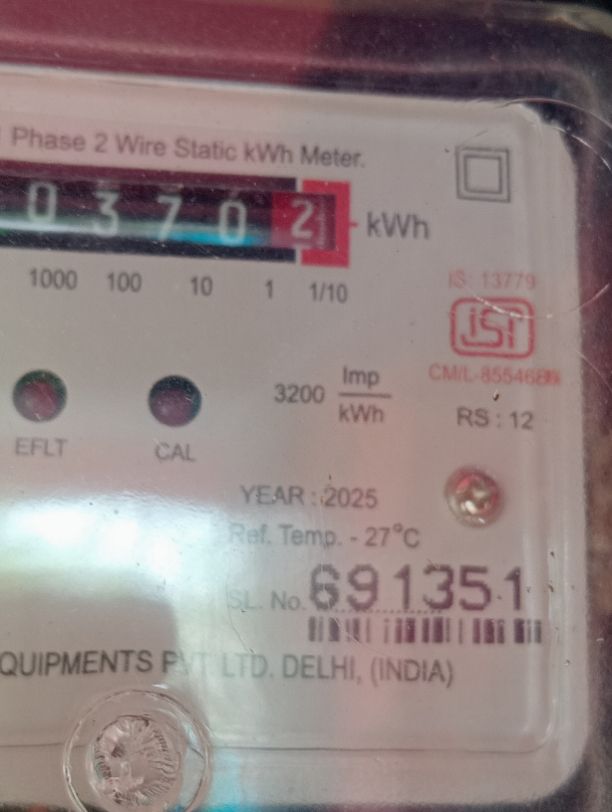 Phase 2 Wire Static kWh Meter.
0 3 7 0 2 kWh
1000 100 10 1 1/10
IS: 13779
ISI
3200 Imp/kWh
RS : 12
EFLT CAL
YEAR : 2025
Ref. Temp. - 27°C
SL. No. 691351
QUIPMENTS PVT. LTD. DELHI, (INDIA)